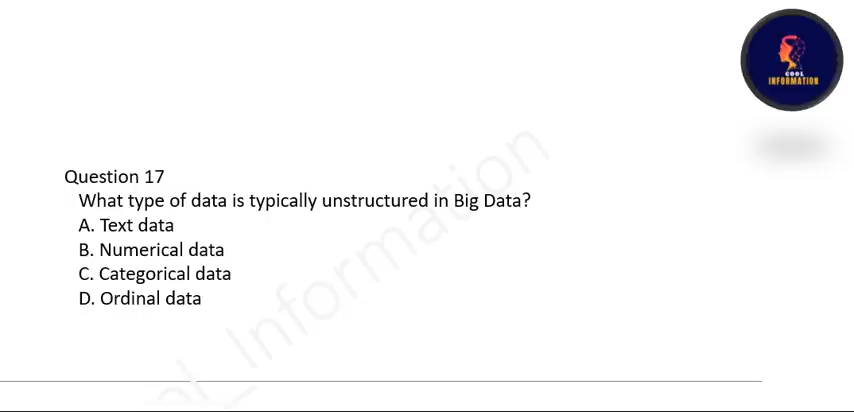 COOL
INFORMATION
Question 17
What type of data is typically unstructured in Big Data?
A. Text data
B. Numerical data
C. Categorical data
D. Ordinal data
al_Information